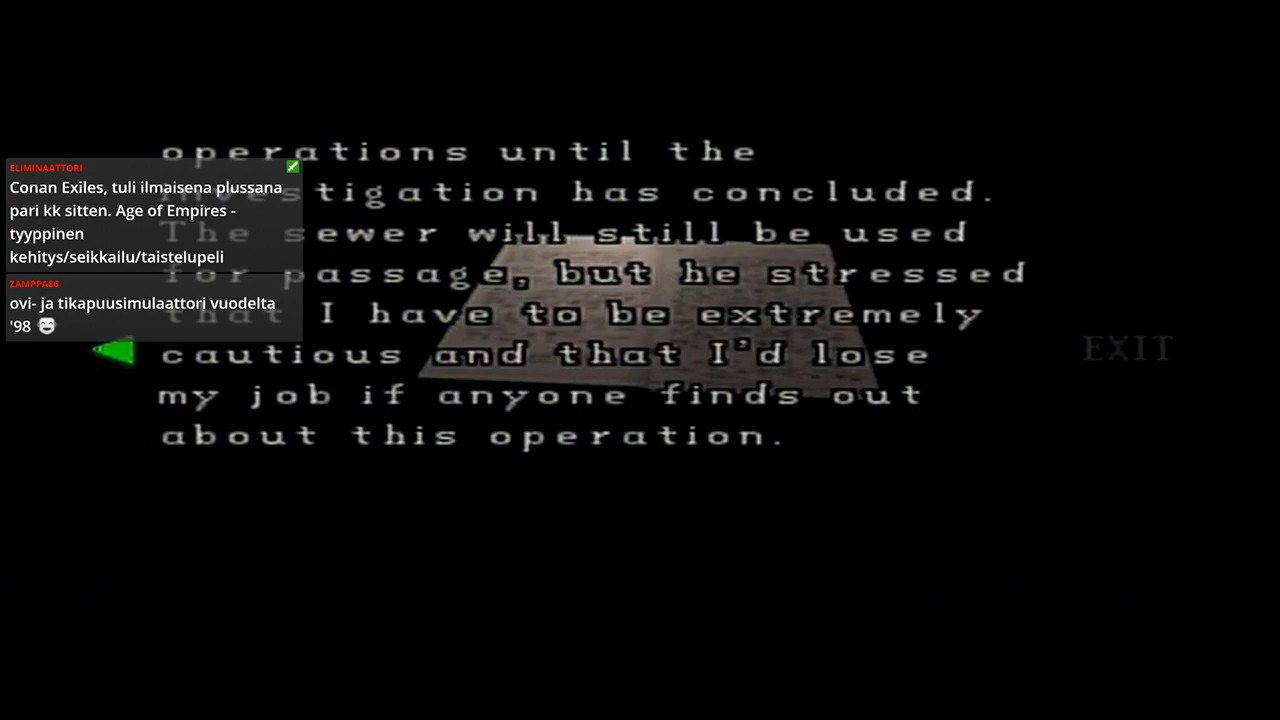 operations until the
investigation has concluded.
The sewer will still be used
for passage, but he stressed
that I have to be extremely
cautious and that I'd lose
my job if anyone finds out
about this operation.
EXIT
ELIMINAATTORI
Conan Exiles, tuli ilmaisena plussana
pari kk sitten. Age of Empires -
tyyppinen
kehitys/seikkailu/taistelupeli
ZAMPPA86
ovi- ja tikapuusimulaattori vuodelta
'98